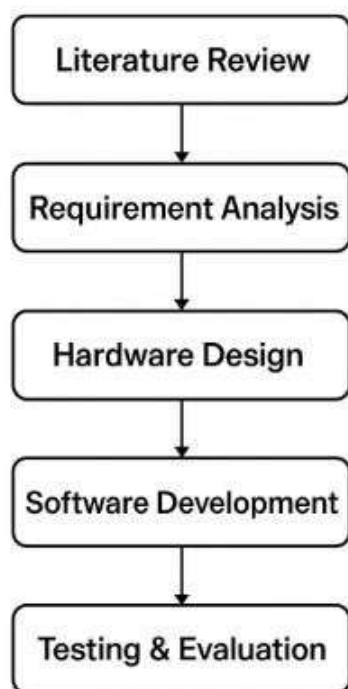 Literature Review
Requirement Analysis
Hardware Design
Software Development
Testing & Evaluation